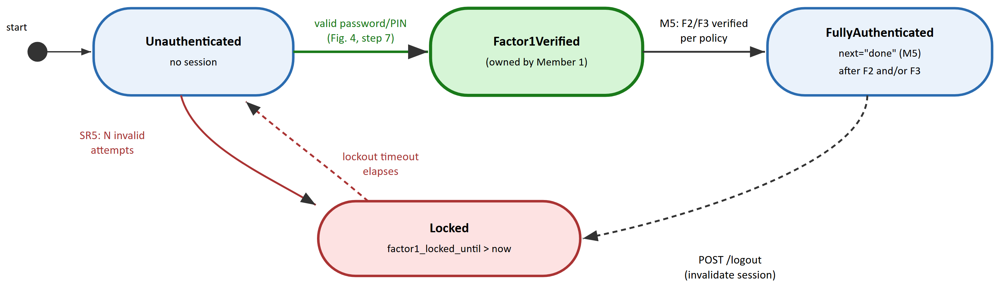 start
Unauthenticated
no session
valid password/PIN
(Fig. 4, step 7)
Factor1Verified
(owned by Member 1)
M5: F2/F3 verified
per policy
FullyAuthenticated
next="done" (M5)
after F2 and/or F3
SR5: N invalid
attempts
lockout timeout
elapses
Locked
factor1_locked_until > now
POST /logout
(invalidate session)